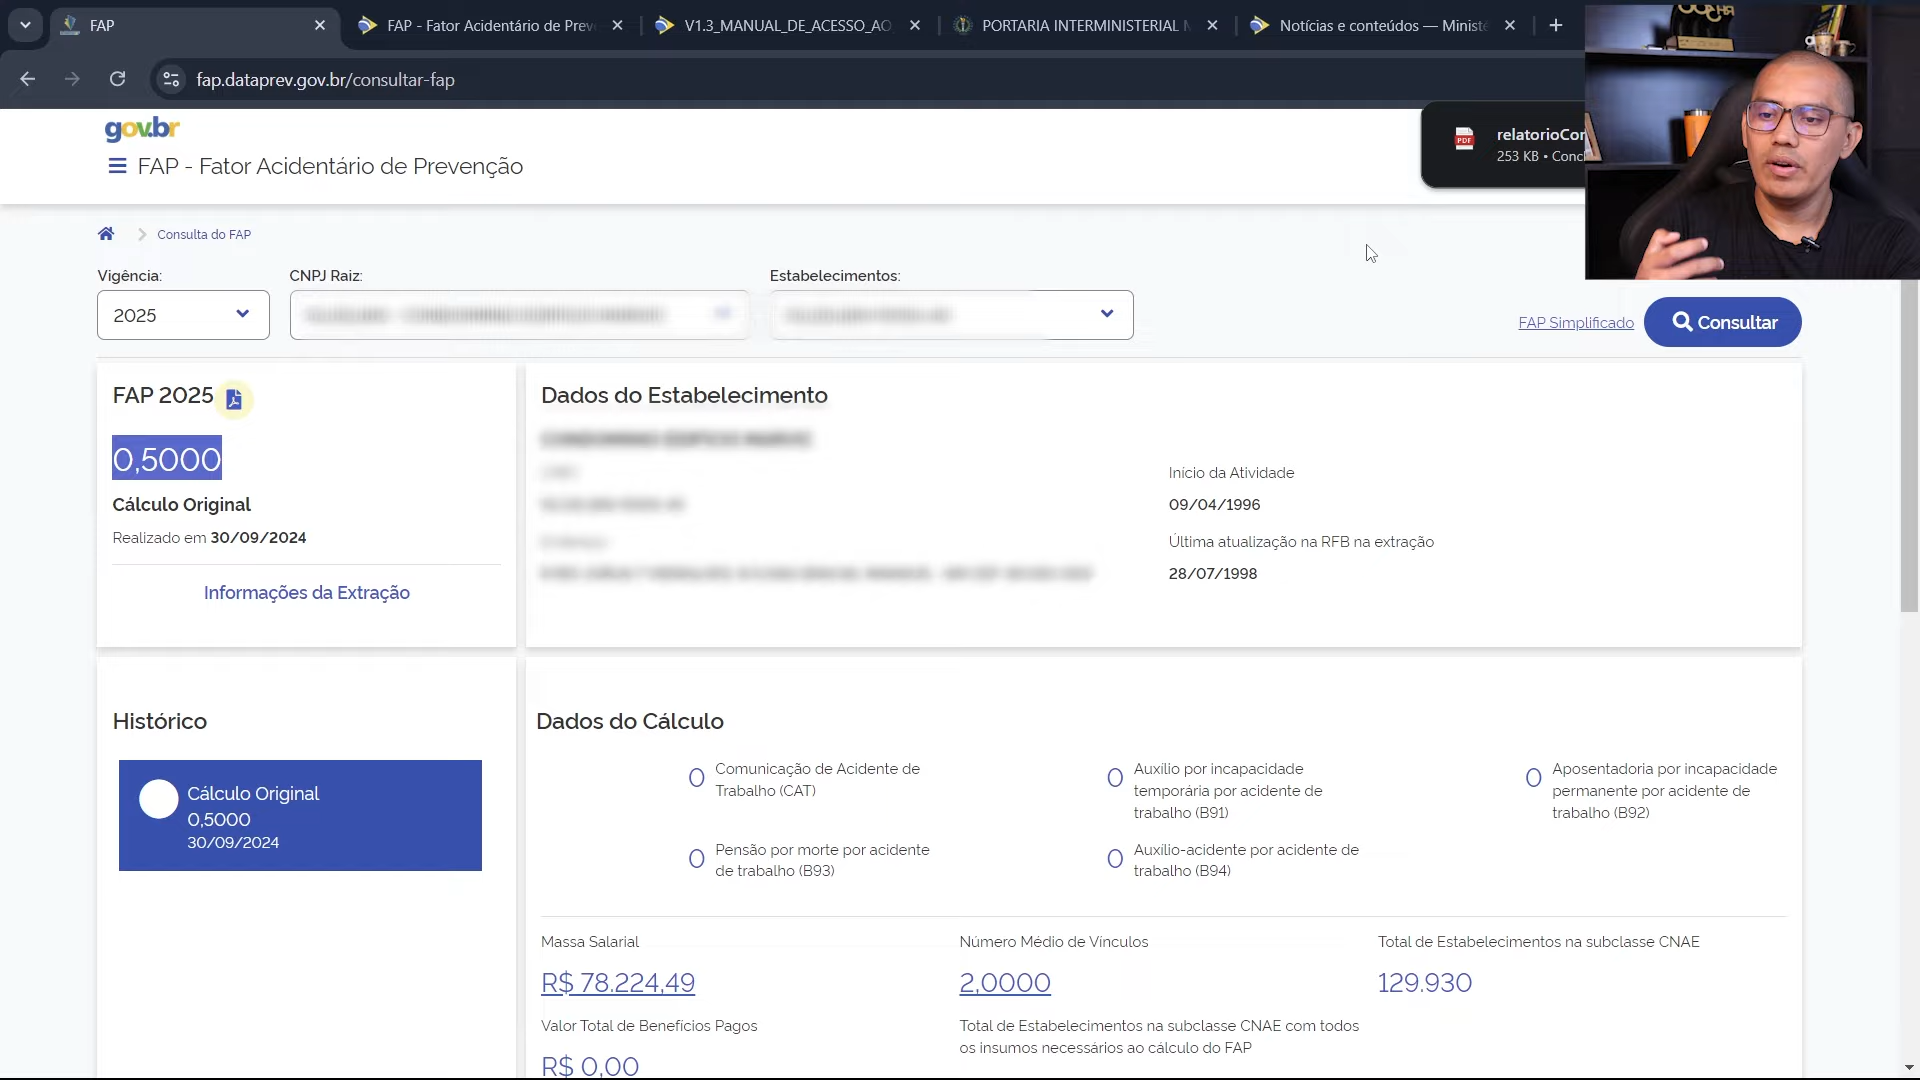 FAP
FAP - Fator Acidentário de Prev
V1.3_MANUAL_DE_ACESSO_AO_
PORTARIA INTERMINISTERIAL M
Notícias e conteúdos — Ministé
fap.dataprev.gov.br/consultar-fap
gov.br
FAP - Fator Acidentário de Prevenção
relatorioCon
253 KB • Conc
Consulta do FAP
Vigência:
CNPJ Raiz:
Estabelecimentos:
2025
FAP Simplificado
Consultar
FAP 2025
0,5000
Cálculo Original
Realizado em 30/09/2024
Informações da Extração
Dados do Estabelecimento
Início da Atividade
09/04/1996
Última atualização na RFB na extração
28/07/1998
Histórico
Cálculo Original
0,5000
30/09/2024
Dados do Cálculo
0 Comunicação de Acidente de
Trabalho (CAT)
0 Auxílio por incapacidade
temporária por acidente de
trabalho (B91)
0 Aposentadoria por incapacidade
permanente por acidente de
trabalho (B92)
0 Pensão por morte por acidente
de trabalho (B93)
0 Auxílio-acidente por acidente de
trabalho (B94)
Massa Salarial
R$ 78.224,49
Número Médio de Vínculos
2,0000
Total de Estabelecimentos na subclasse CNAE
129.930
Valor Total de Benefícios Pagos
R$ 0,00
Total de Estabelecimentos na subclasse CNAE com todos
os insumos necessários ao cálculo do FAP